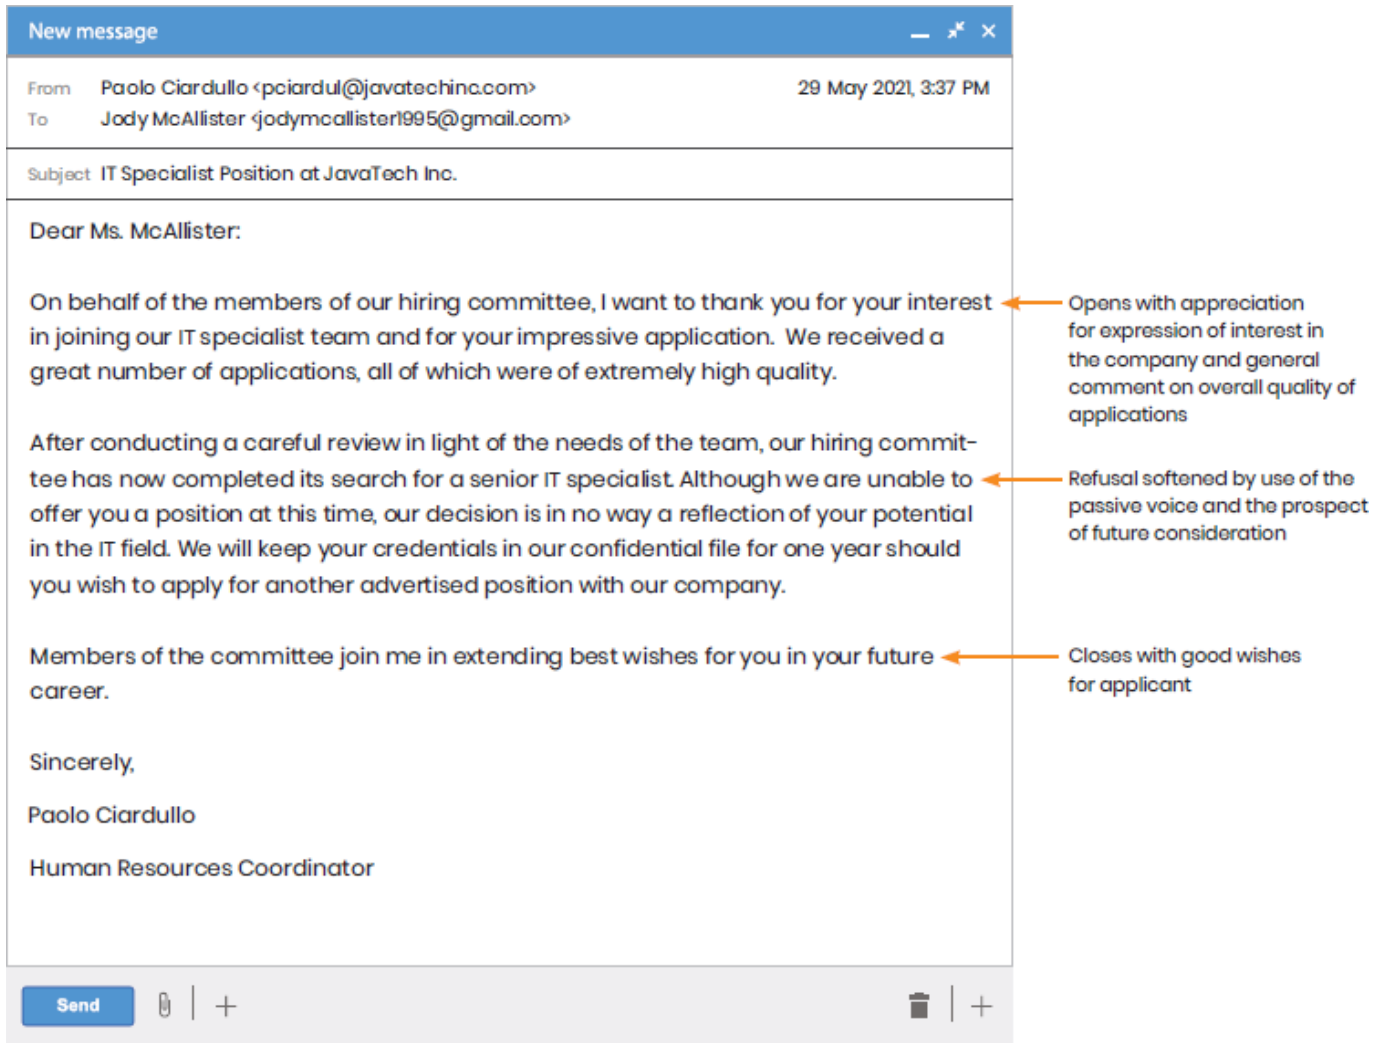 New message
From Paolo Ciardullo <pciardul@javatechinc.com> 29 May 2021, 3:37 PM
To Jody McAllister <jodymcallister1995@gmail.com>
Subject IT Specialist Position at JavaTech Inc.
Dear Ms. McAllister:
On behalf of the members of our hiring committee, I want to thank you for your interest
in joining our IT specialist team and for your impressive application. We received a
great number of applications, all of which were of extremely high quality.
After conducting a careful review in light of the needs of the team, our hiring commit-
tee has now completed its search for a senior IT specialist. Although we are unable to
offer you a position at this time, our decision is in no way a reflection of your potential
in the IT field. We will keep your credentials in our confidential file for one year should
you wish to apply for another advertised position with our company.
Members of the committee join me in extending best wishes for you in your future
career.
Sincerely,
Paolo Ciardullo
Human Resources Coordinator
Send
Opens with appreciation
for expression of interest in
the company and general
comment on overall quality of
applications
Refusal softened by use of the
passive voice and the prospect
of future consideration
Closes with good wishes
for applicant